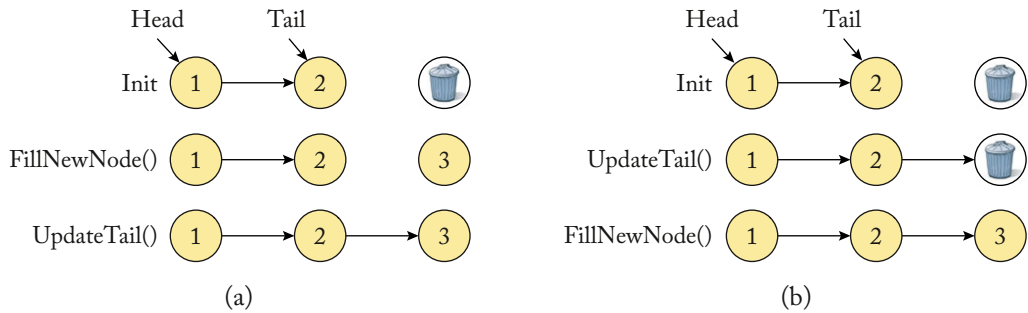 Head Tail
Init 1 2
FillNewNode() 1 2 3
UpdateTail() 1 2 3
(a)
Head Tail
Init 1 2
UpdateTail() 1 2
FillNewNode() 1 2 3
(b)